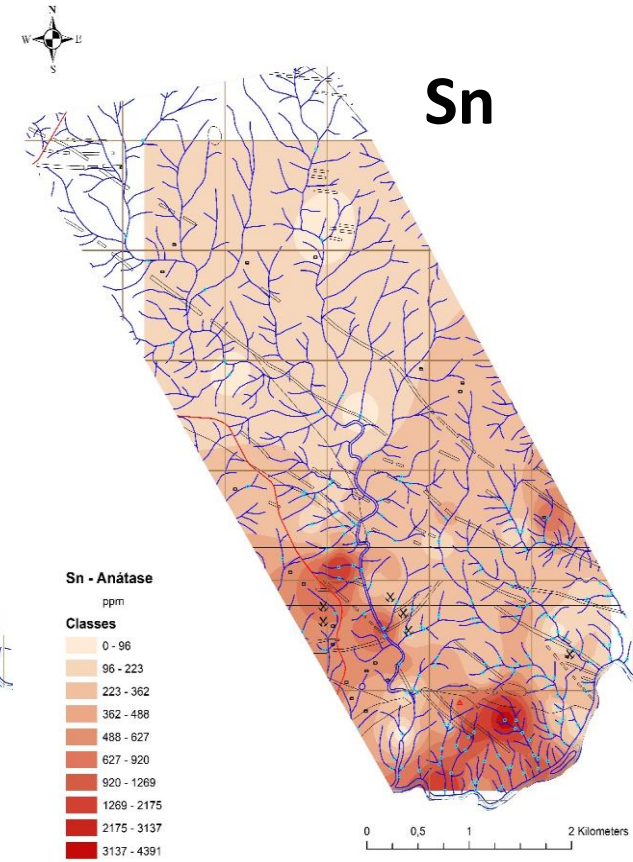 N
W E
S
Sn
Sn - Anátase
ppm
Classes
0 - 96
96 - 223
223 - 362
362 - 488
488 - 627
627 - 920
920 - 1269
1269 - 2175
2175 - 3137
3137 - 4391
0 0,5 1 2 Kilometers